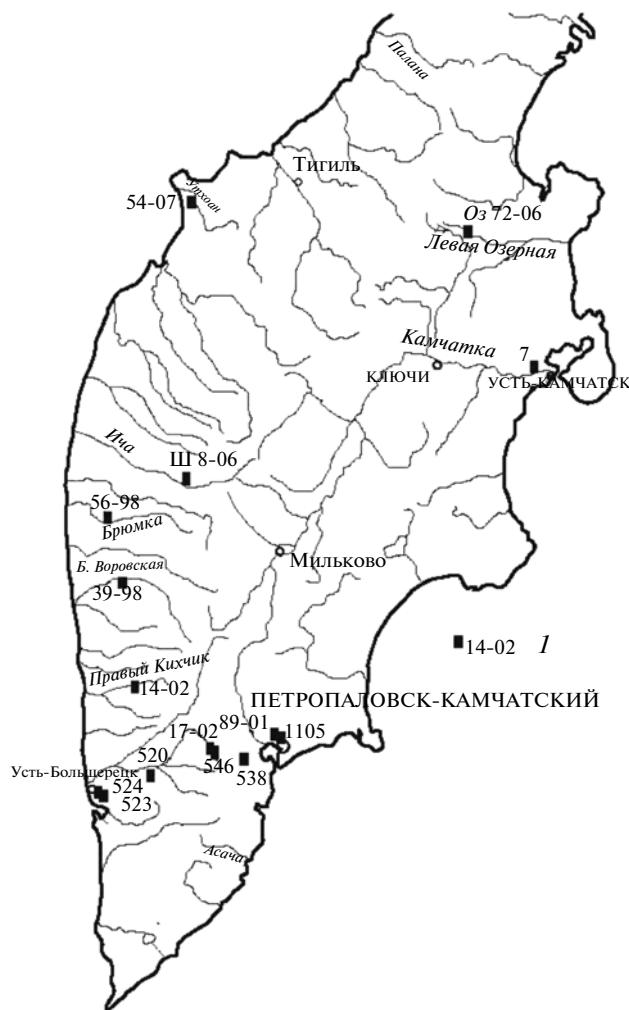 Палана
Тигиль
Утхоан
54-07
Оз 72-06
Левая Озерная
Камчатка
7
КЛЮЧИ
УСТЬ-КАМЧАТСК
Ича
Ш 8-06
56-98
Брюмка
Мильково
Б. Воровская
39-98
14-02 1
Правый Кихчик
14-02
ПЕТРОПАЛОВСК-КАМЧАТСКИЙ
89-01
17-02
1105
546
520
538
Усть-Большерецк
524
523
Асача